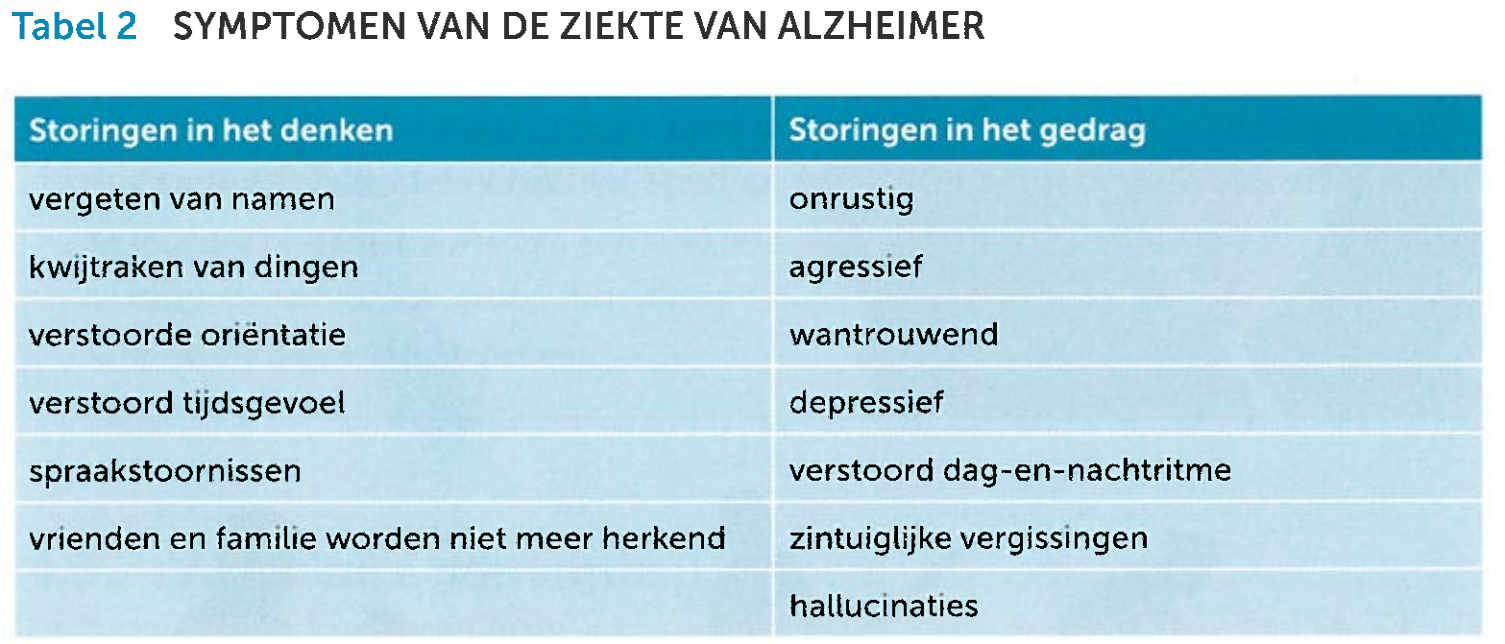 Tabel 2 SYMPTOMEN VAN DE ZIEKTE VAN ALZHEIMER
Storingen in het denken Storingen in het gedrag
vergeten van namen onrustig
kwijtraken van dingen agressief
verstoorde oriëntatie wantrouwend
verstoord tijdsgevoel depressief
spraakstoornissen verstoord dag-en-nachtritme
vrienden en familie worden niet meer herkend zintuiglijke vergissingen
hallucinaties